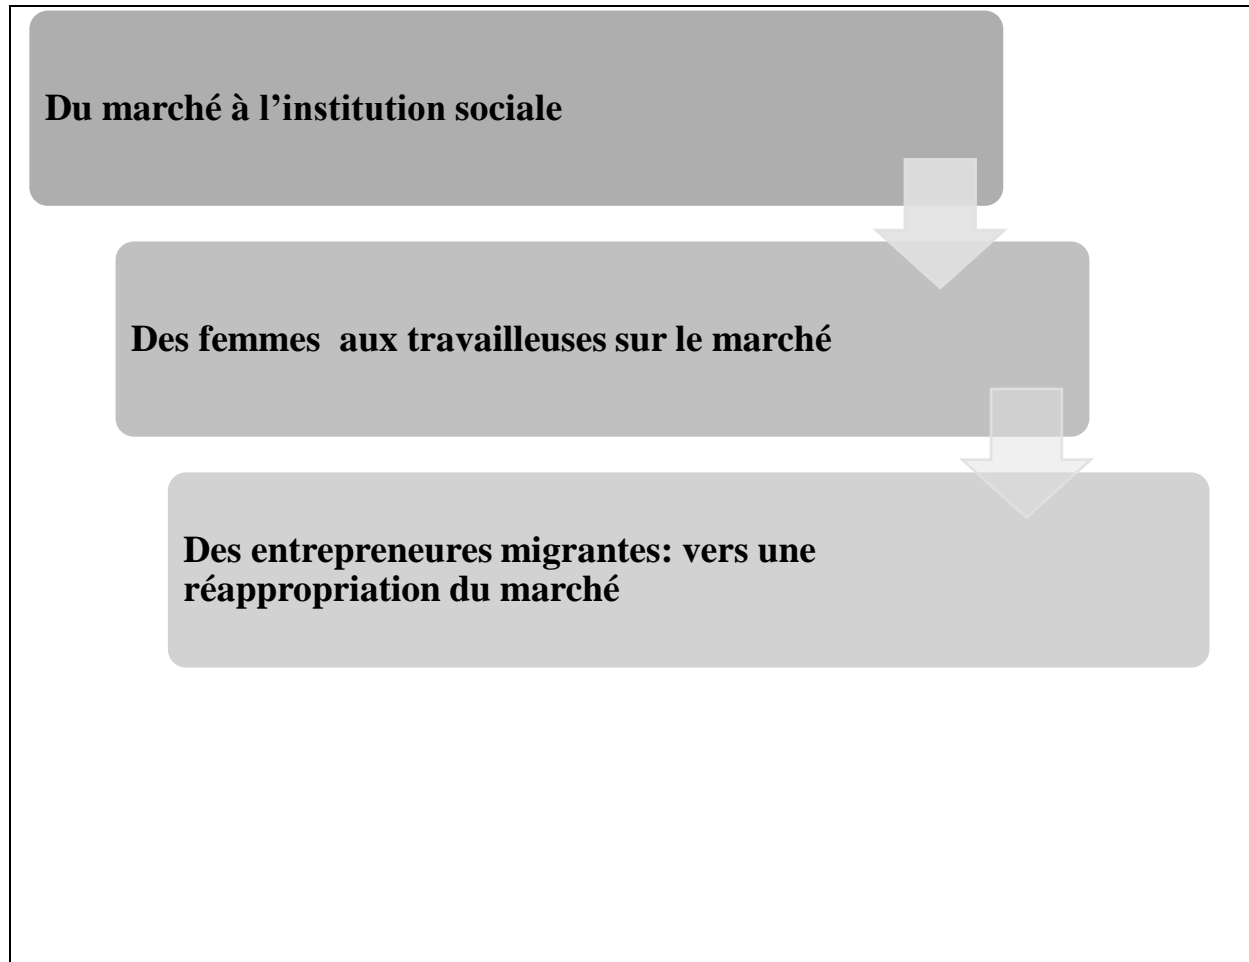 Du marché à l’institution sociale
Des femmes  aux travailleuses sur le marché
Des entrepreneures migrantes: vers une
réappropriation du marché